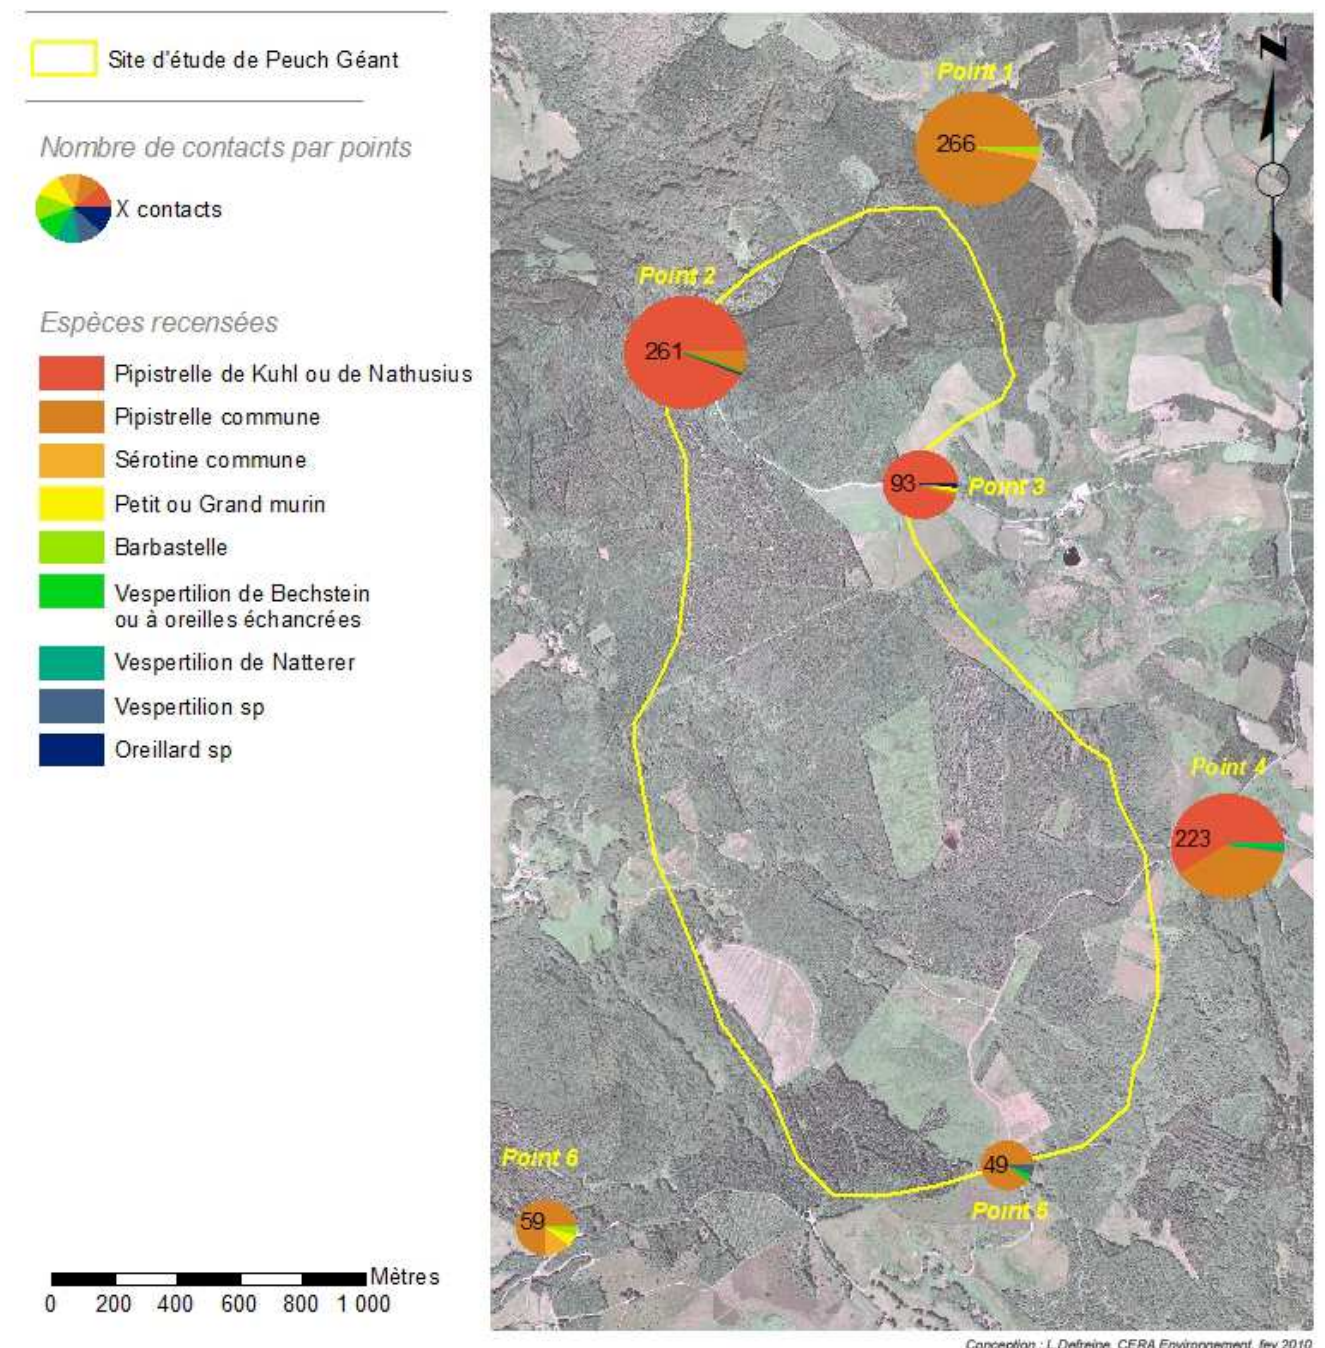 Site d'étude de Peuch Géant
Nombre de contacts par points
X contacts
Espèces recensées
Pipistrelle de Kuhl ou de Nathusius
Pipistrelle commune
Sérotine commune
Petit ou Grand murin
Barbastelle
Vespertilion de Bechstein
ou à oreilles échancrées
Vespertilion de Natterer
Vespertilion sp
Oreillard sp
Mètres
0 200 400 600 800 1 000
N
Point 1
266
Point 2
261
93
Point 3
Point 4
223
49
Point 5
Point 6
59
Conception : L Defreine, CERA Environnement, fev 2010